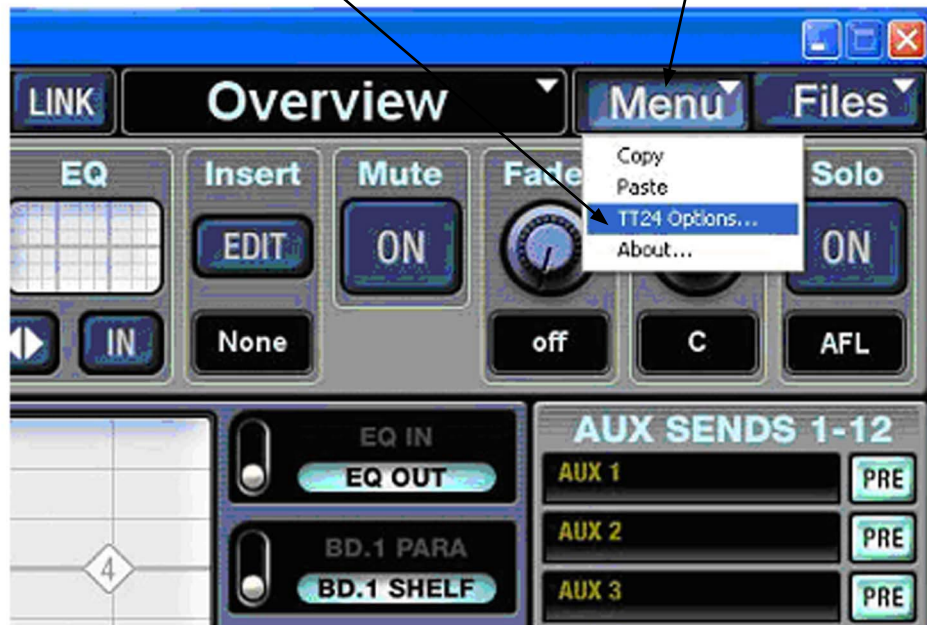 LINK Overview Menu Files
Copy
Paste
TT24 Options...
About...
EQ Insert Mute Fade Solo
EDIT ON ON
IN None off C AFL
EQ IN
EQ OUT
BD.1 PARA
BD.1 SHELF
4
AUX SENDS 1-12
AUX 1 PRE
AUX 2 PRE
AUX 3 PRE